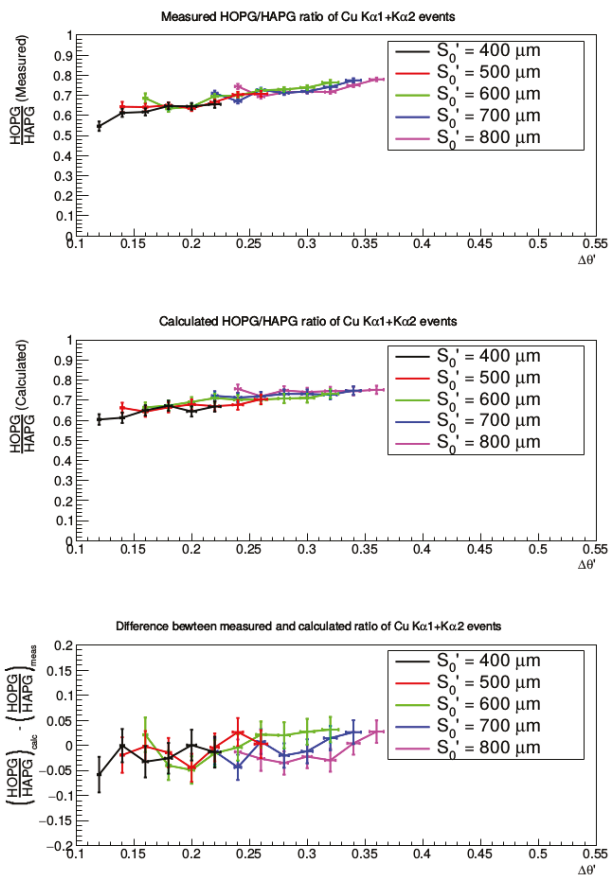 Measured HOPG/HAPG ratio of Cu Kα1+Kα2 events
HOPG
HAPG (Measured)
1
0.9
0.8
0.7
0.6
0.5
0.4
0.3
0.2
0.1
0
0.1 0.15 0.2 0.25 0.3 0.35 0.4 0.45 0.5 0.55
Δθ'
S0' = 400 μm
S0' = 500 μm
S0' = 600 μm
S0' = 700 μm
S0' = 800 μm
Calculated HOPG/HAPG ratio of Cu Kα1+Kα2 events
HOPG
HAPG (Calculated)
1
0.9
0.8
0.7
0.6
0.5
0.4
0.3
0.2
0.1
0
0.1 0.15 0.2 0.25 0.3 0.35 0.4 0.45 0.5 0.55
Δθ'
S0' = 400 μm
S0' = 500 μm
S0' = 600 μm
S0' = 700 μm
S0' = 800 μm
Difference bewteen measured and calculated ratio of Cu Kα1+Kα2 events
(HOPG/HAPG)calc - (HOPG/HAPG)meas
0.2
0.15
0.1
0.05
0
−0.05
−0.1
−0.15
−0.2
0.1 0.15 0.2 0.25 0.3 0.35 0.4 0.45 0.5 0.55
Δθ'
S0' = 400 μm
S0' = 500 μm
S0' = 600 μm
S0' = 700 μm
S0' = 800 μm